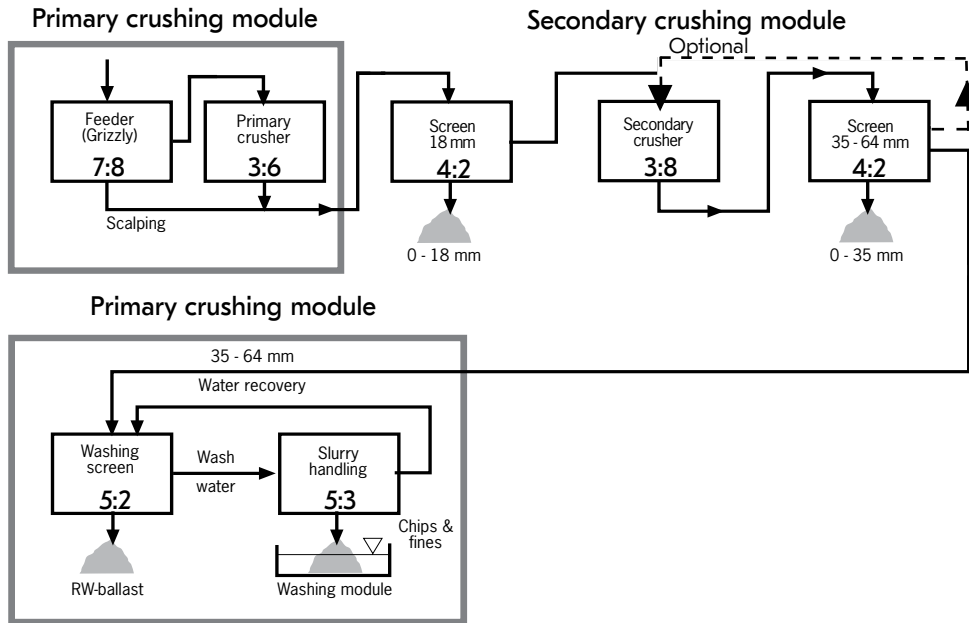 Primary crushing module
Secondary crushing module
Optional
Feeder
(Grizzly)
7:8
Primary
crusher
3:6
Screen
18 mm
4:2
Secondary
crusher
3:8
Screen
35 - 64 mm
4:2
Scalping
0 - 18 mm
0 - 35 mm
Primary crushing module
35 - 64 mm
Water recovery
Washing
screen
5:2
Wash
water
Slurry
handling
5:3
Chips &
fines
RW-ballast
Washing module